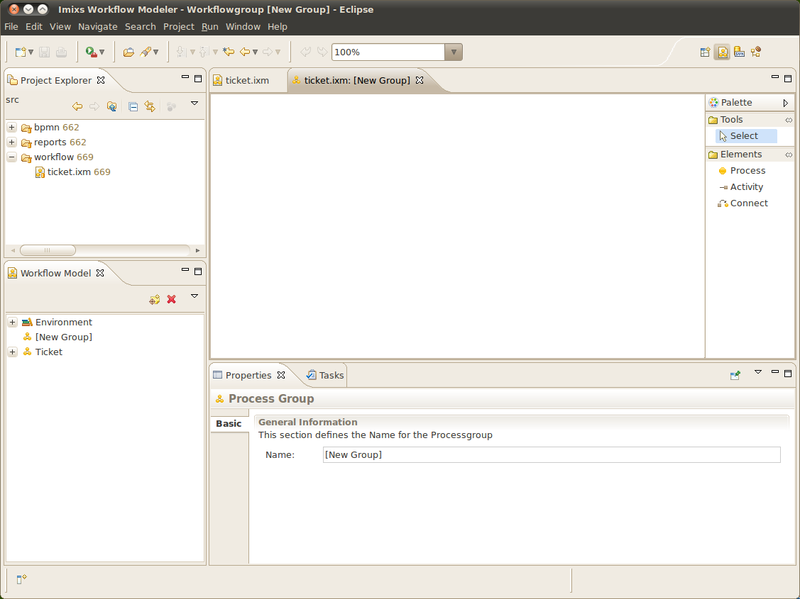 Imixs Workflow Modeler - Workflowgroup [New Group] - Eclipse
File Edit View Navigate Search Project Run Window Help
100%
Project Explorer
src
bpmn 662
reports 662
workflow 669
ticket.ixm 669
Workflow Model
Environment
[New Group]
Ticket
ticket.ixm
ticket.ixm: [New Group]
Palette
Tools
Select
Elements
Process
Activity
Connect
Properties
Tasks
Process Group
Basic
General Information
This section defines the Name for the Processgroup
Name: [New Group]